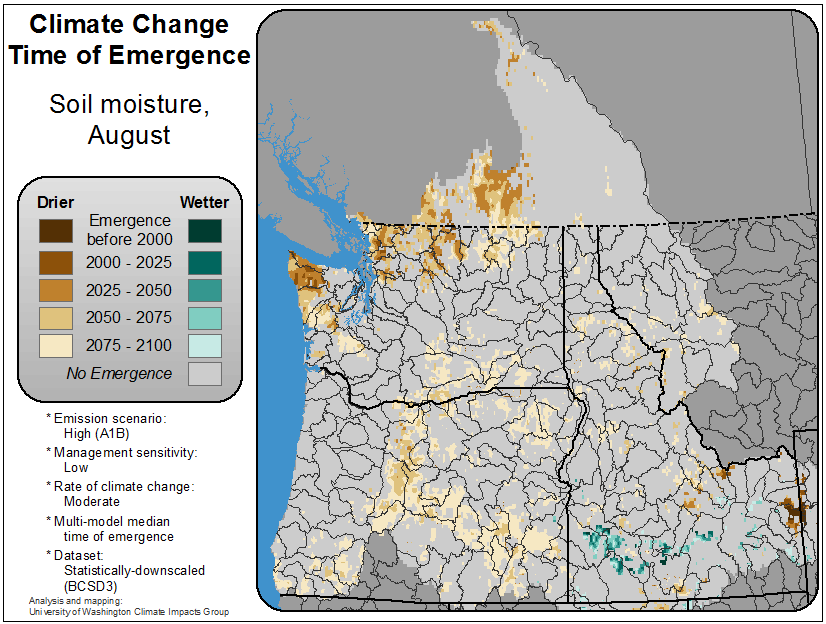 Climate Change
Time of Emergence
Soil moisture,
August
Drier
Wetter
Emergence
before 2000
2000 - 2025
2025 - 2050
2050 - 2075
2075 - 2100
No Emergence
* Emission scenario:
High (A1B)
* Management sensitivity:
Low
* Rate of climate change:
Moderate
* Multi-model median
time of emergence
* Dataset:
Statistically-downscaled
(BCSD3)
Analysis and mapping:
University of Washington Climate Impacts Group